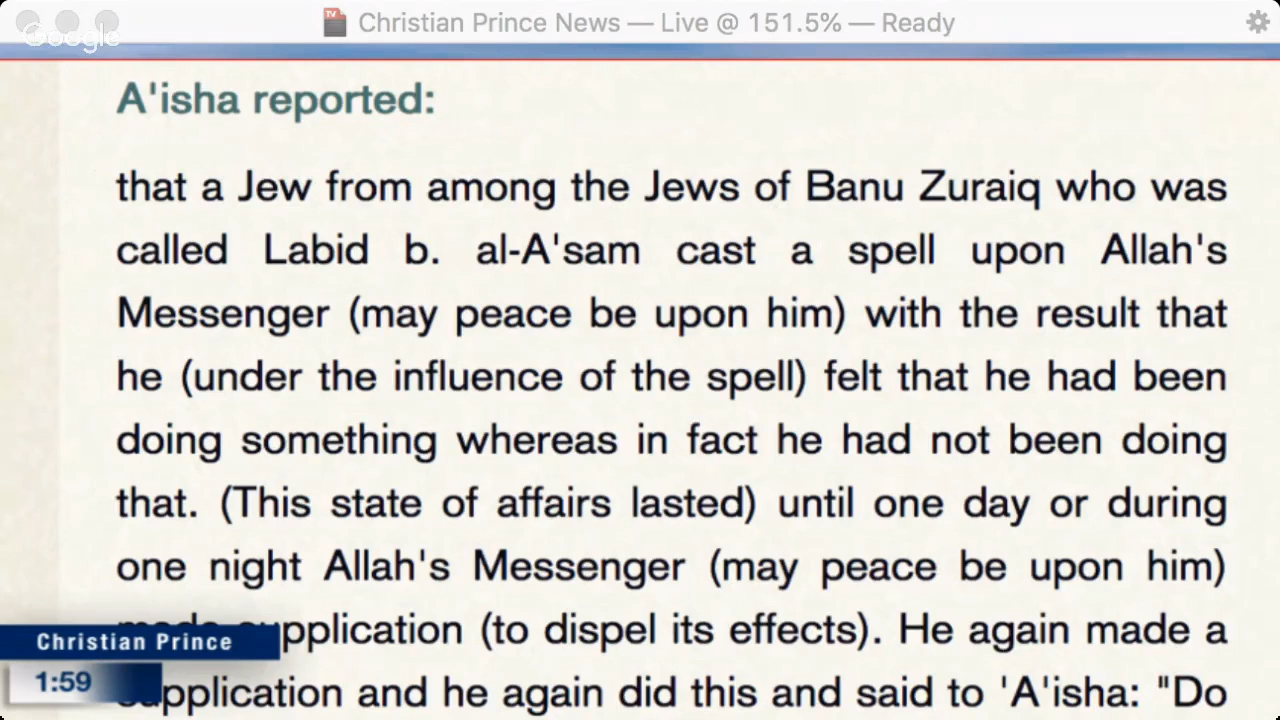 Christian Prince News — Live @ 151.5% — Ready
Google
A'isha reported:
that a Jew from among the Jews of Banu Zuraiq who was
called Labid b. al-A'sam cast a spell upon Allah's
Messenger (may peace be upon him) with the result that
he (under the influence of the spell) felt that he had been
doing something whereas in fact he had not been doing
that. (This state of affairs lasted) until one day or during
one night Allah's Messenger (may peace be upon him)
made supplication (to dispel its effects). He again made a
supplication and he again did this and said to 'A'isha: "Do
Christian Prince
1:59